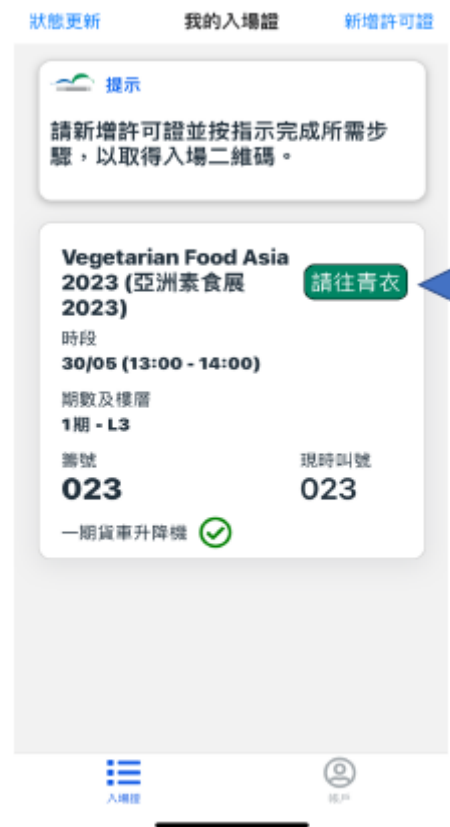 狀態更新 我的入場證 新增許可證
提示
請新增許可證並按指示完成所需步
驟，以取得入場二維碼。
Vegetarian Food Asia
2023 (亞洲素食展
2023)
請往青衣
時段
30/05 (13:00 - 14:00)
期數及樓層
1期 - L3
籌號 現時叫號
023 023
一期貨車升降機
入場證 帳戶